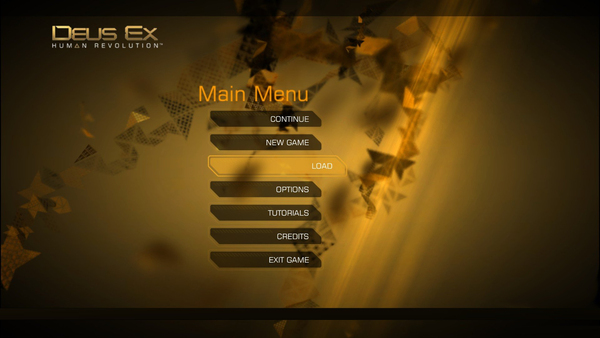 DEUS EX
HUMAN REVOLUTION™
Main Menu
CONTINUE
NEW GAME
LOAD
OPTIONS
TUTORIALS
CREDITS
EXIT GAME